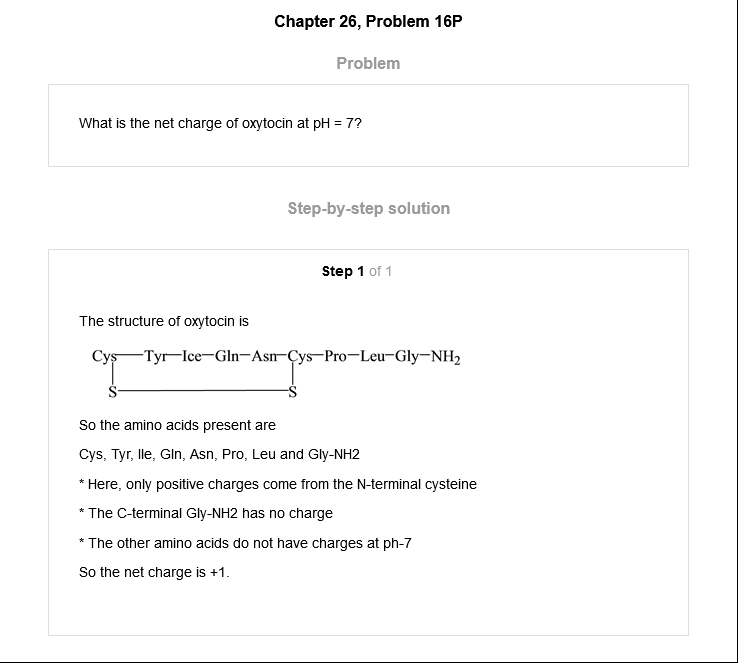 Chapter 26, Problem 16P
Problem
What is the net charge of oxytocin at pH = 7?
Step-by-step solution
Step 1 of 1
The structure of oxytocin is
Cys—Tyr—Ice—Gln—Asn—Cys—Pro—Leu—Gly—NH₂
S—S
So the amino acids present are
Cys, Tyr, Ile, Gln, Asn, Pro, Leu and Gly-NH2
* Here, only positive charges come from the N-terminal cysteine
* The C-terminal Gly-NH2 has no charge
* The other amino acids do not have charges at ph-7
So the net charge is +1.